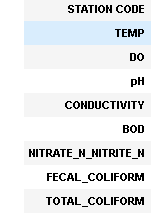 STATION CODE
TEMP
DO
pH
CONDUCTIVITY
BOD
NITRATE_N_NITRITE_N
FECAL_COLIFORM
TOTAL_COLIFORM